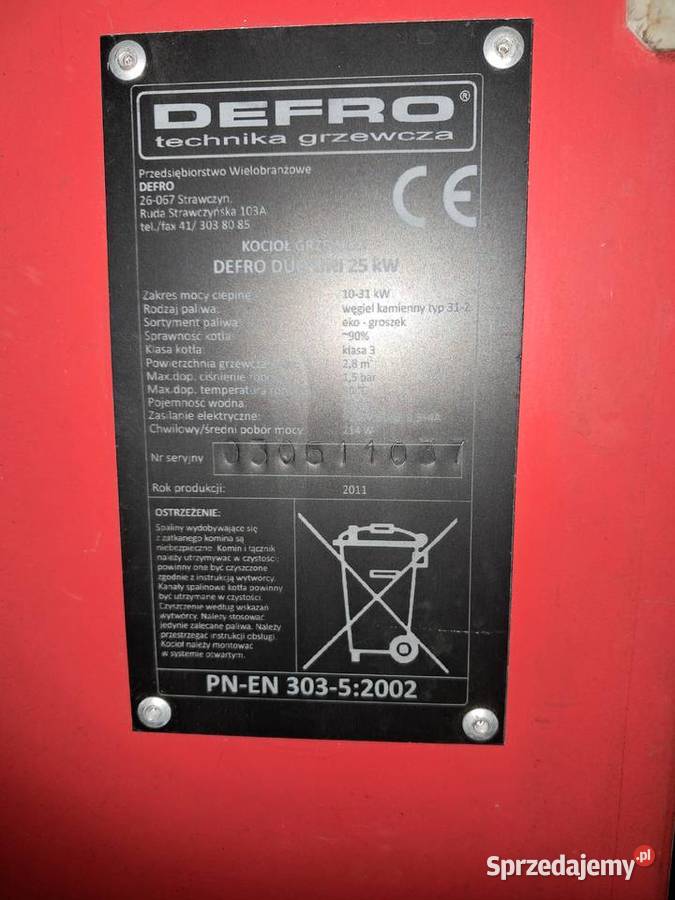 DEFRO®
technika grzewcza
Przedsiębiorstwo Wielobranżowe
DEFRO
26-067 Strawczyn,
Ruda Strawczyńska 103A
tel./fax 41/ 303 80 85
CE
KOCIOŁ
DEFRO 25 kW
Zakres mocy cieplnej: 10-31 kW
Rodzaj paliwa: węgiel kamienny typ 31-2
Sortyment paliwa: eko - groszek
Sprawność kotła: ~90%
Klasa kotła: klasa 3
Powierzchnia grzewcza 2,8 m²
Max.dop. ciśnienie 1,5 bar
Max.dop. temperatura
Pojemność wodna:
Zasilanie elektryczne:
Chwilowy/średni pobór mocy: 214 W
Nr seryjny
Rok produkcji: 2011
OSTRZEŻENIE:
Spaliny wydobywające się
z zatkanego komina są
niebezpieczne. Komin i łącznik
należy utrzymywać w czystości;
powinny one być czyszczone
zgodnie z instrukcją wytwórcy.
Kanały spalinowe kotła powinny
być utrzymane w czystości.
Czyszczenie według wskazań
wytwórcy. Należy stosować
jedynie zalecane paliwa. Należy
przestrzegać instrukcji obsługi.
Kocioł należy montować
w systemie otwartym.
PN-EN 303-5:2002
Sprzedajemy.pl